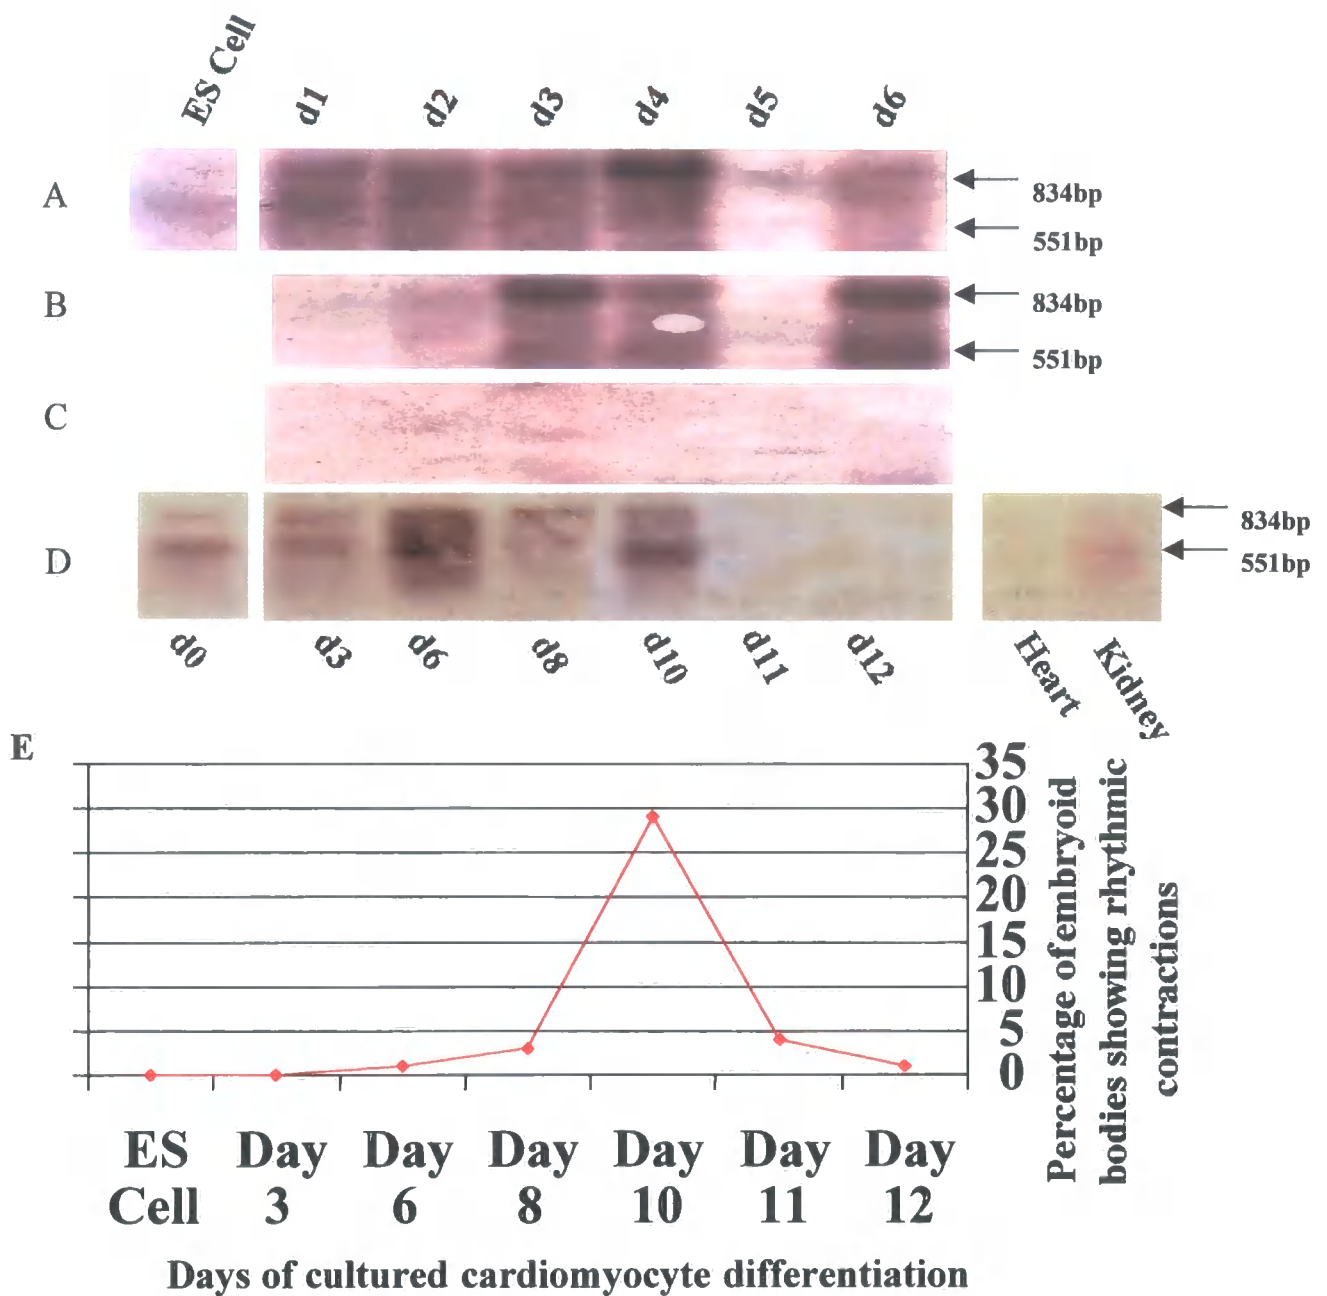 ES Cell
d1
d2
d3
d4
d5
d6
A
834bp
551bp
B
834bp
551bp
C
D
834bp
551bp
d0
d3
d6
d8
d10
d11
d12
Heart
Kidney
E
35
30
25
20
15
10
5
0
Percentage of embryoid
bodies showing rhythmic
contractions
ES Day Day Day Day Day Day
Cell 3 6 8 10 11 12
Days of cultured cardiomyocyte differentiation